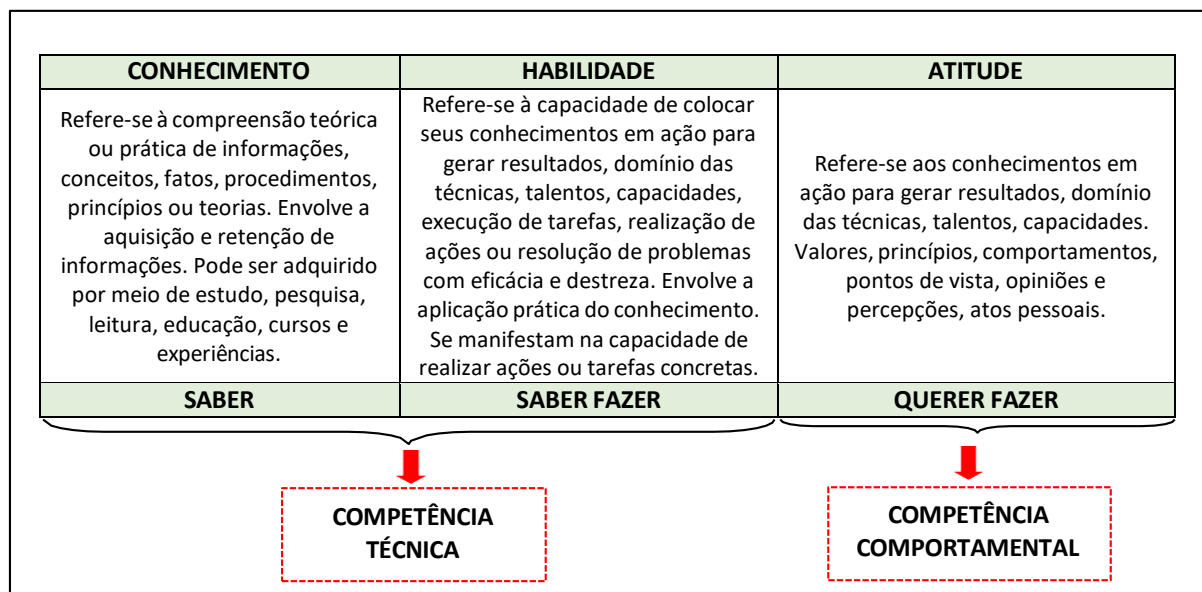 CONHECIMENTO
HABILIDADE
ATITUDE
Refere-se à compreensão teórica
ou prática de informações,
conceitos, fatos, procedimentos,
princípios ou teorias. Envolve a
aquisição e retenção de
informações. Pode ser adquirido
por meio de estudo, pesquisa,
leitura, educação, cursos e
experiências.
Refere-se à capacidade de colocar
seus conhecimentos em ação para
gerar resultados, domínio das
técnicas, talentos, capacidades,
execução de tarefas, realização de
ações ou resolução de problemas
com eficácia e destreza. Envolve a
aplicação prática do conhecimento.
Se manifestam na capacidade de
realizar ações ou tarefas concretas.
Refere-se aos conhecimentos em
ação para gerar resultados, domínio
das técnicas, talentos, capacidades.
Valores, princípios, comportamentos,
pontos de vista, opiniões e
percepções, atos pessoais.
SABER
SABER FAZER
QUERER FAZER
COMPETÊNCIA
TÉCNICA
COMPETÊNCIA
COMPORTAMENTAL